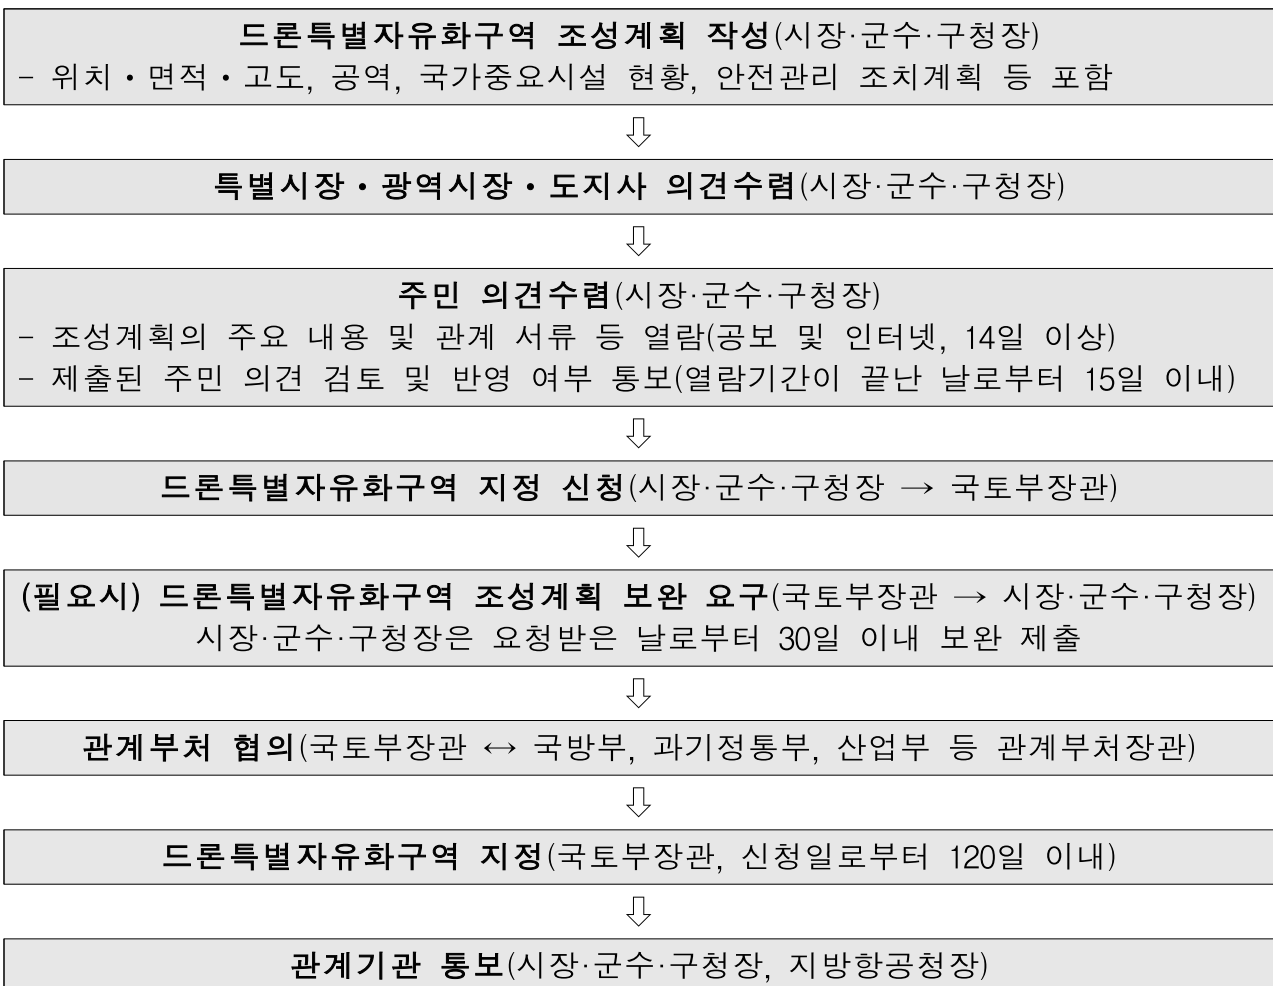 드론특별자유화구역 조성계획 작성(시장·군수·구청장)
- 위치・면적・고도, 공역, 국가중요시설 현황, 안전관리 조치계획 등 포함
⇩
특별시장・광역시장・도지사 의견수렴(시장·군수·구청장)
⇩
주민 의견수렴(시장·군수·구청장)
- 조성계획의 주요 내용 및 관계 서류 등 열람(공보 및 인터넷, 14일 이상)
- 제출된 주민 의견 검토 및 반영 여부 통보(열람기간이 끝난 날로부터 15일 이내)
⇩
드론특별자유화구역 지정 신청(시장·군수·구청장 → 국토부장관)
⇩
(필요시) 드론특별자유화구역 조성계획 보완 요구(국토부장관 → 시장·군수·구청장)
시장·군수·구청장은 요청받은 날로부터 30일 이내 보완 제출
⇩
관계부처 협의(국토부장관 ↔ 국방부, 과기정통부, 산업부 등 관계부처장관)
⇩
드론특별자유화구역 지정(국토부장관, 신청일로부터 120일 이내)
⇩
관계기관 통보(시장·군수·구청장, 지방항공청장)